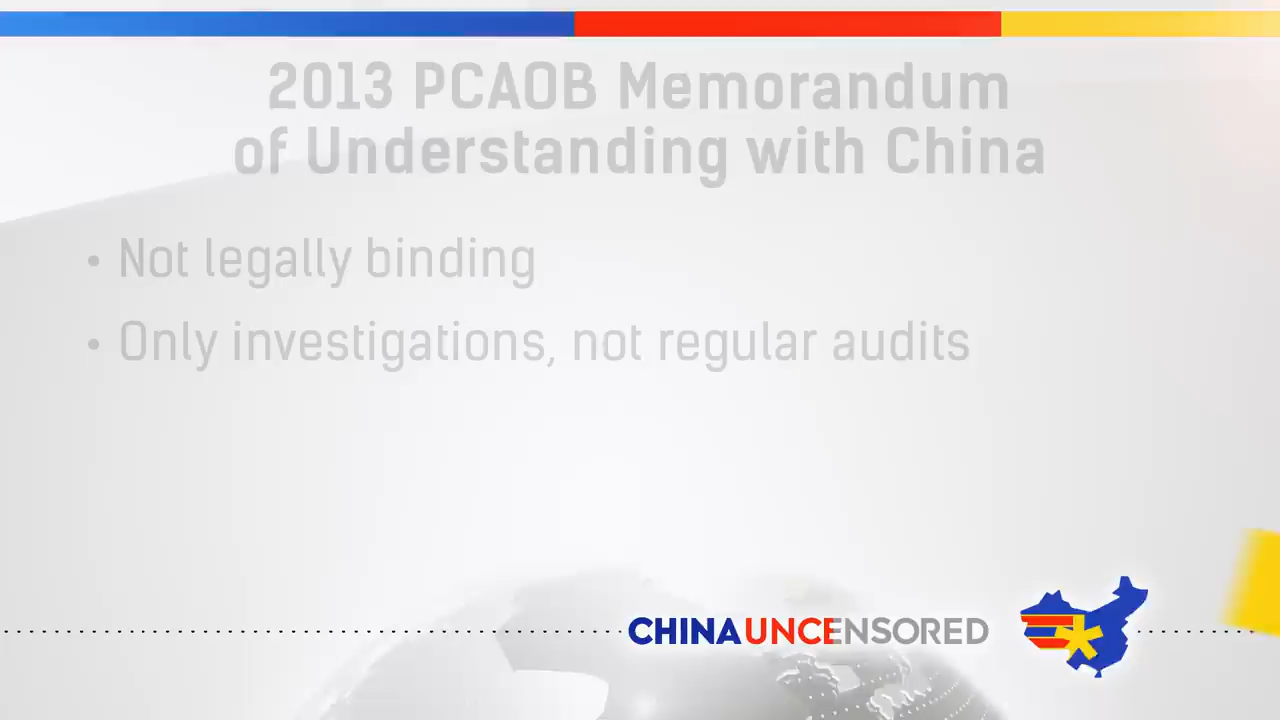 2013 PCAOB Memorandum
of Understanding with China
• Not legally binding
• Only investigations, not regular audits
CHINAUNCENSORED